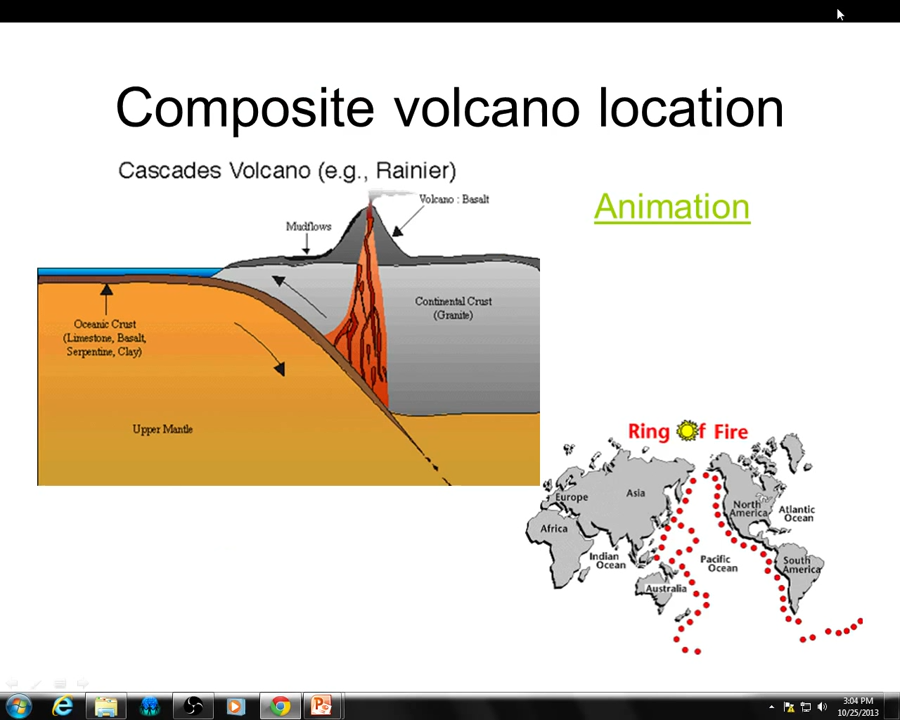 Composite volcano location
Cascades Volcano (e.g., Rainier)
Volcano : Basalt
Animation
Mudflows
Continental Crust
(Granite)
Oceanic Crust
(Limestone, Basalt,
Serpentine, Clay)
Upper Mantle
Ring of Fire
Europe
Asia
North
America
Atlantic
Ocean
Africa
Indian
Ocean
Pacific
Ocean
South
America
Australia
3:04 PM
10/25/2013